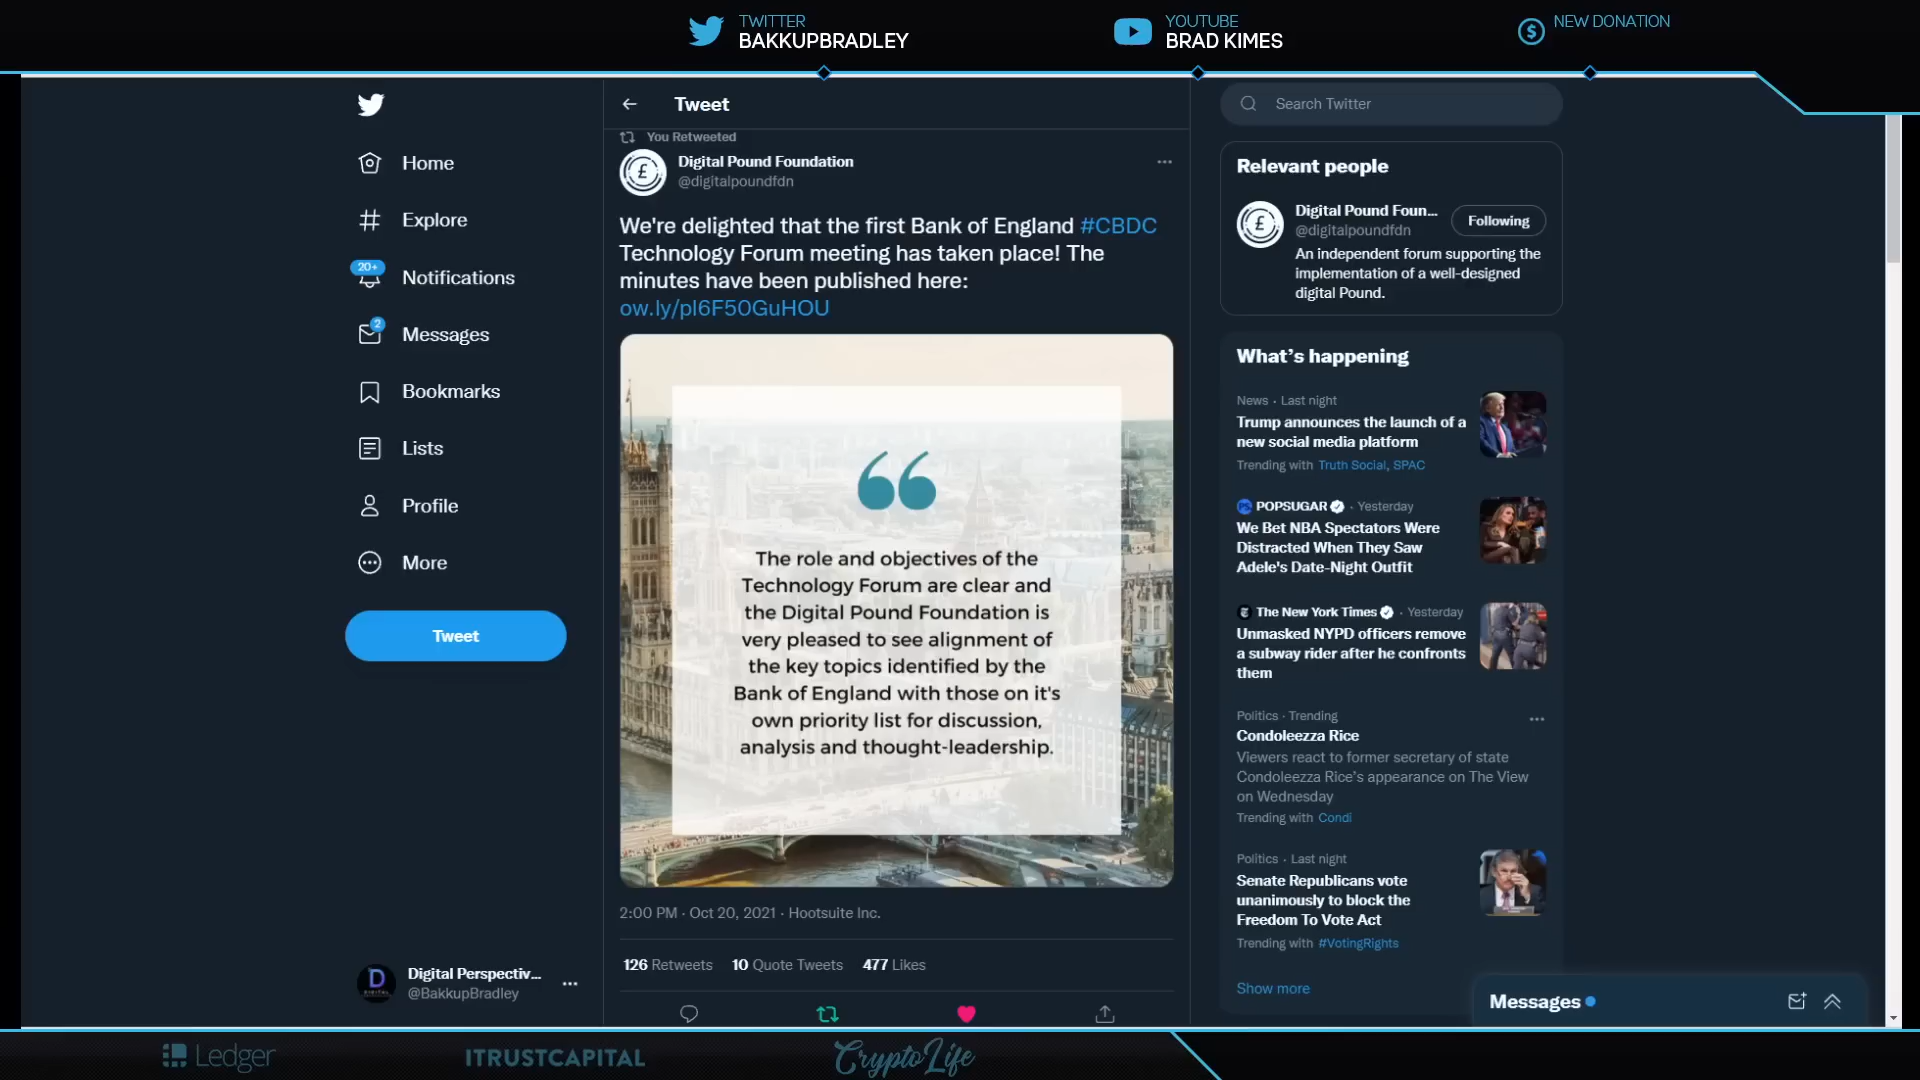 TWITTER
BAKKUPBRADLEY
YOUTUBE
BRAD KIMES
NEW DONATION
Home
Explore
20+
Notifications
2
Messages
Bookmarks
Lists
Profile
More
Tweet
Digital Perspectiv...
@BakkupBradley
Tweet
You Retweeted
Digital Pound Foundation
@digitalpoundfdn
We're delighted that the first Bank of England #CBDC
Technology Forum meeting has taken place! The
minutes have been published here:
ow.ly/pl6F50GuHOU
The role and objectives of the
Technology Forum are clear and
the Digital Pound Foundation is
very pleased to see alignment of
the key topics identified by the
Bank of England with those on it's
own priority list for discussion,
analysis and thought-leadership.
2:00 PM · Oct 20, 2021 · Hootsuite Inc.
126 Retweets 10 Quote Tweets 477 Likes
Search Twitter
Relevant people
Digital Pound Foun...
@digitalpoundfdn
Following
An independent forum supporting the
implementation of a well-designed
digital Pound.
What's happening
News · Last night
Trump announces the launch of a
new social media platform
Trending with Truth Social, SPAC
POPSUGAR · Yesterday
We Bet NBA Spectators Were
Distracted When They Saw
Adele's Date-Night Outfit
The New York Times · Yesterday
Unmasked NYPD officers remove
a subway rider after he confronts
them
Politics · Trending
Condoleezza Rice
Viewers react to former secretary of state
Condoleezza Rice's appearance on The View
on Wednesday
Trending with Condi
Politics · Last night
Senate Republicans vote
unanimously to block the
Freedom To Vote Act
Trending with #VotingRights
Show more
Messages
Ledger
ITRUSTCAPITAL
CryptoLife